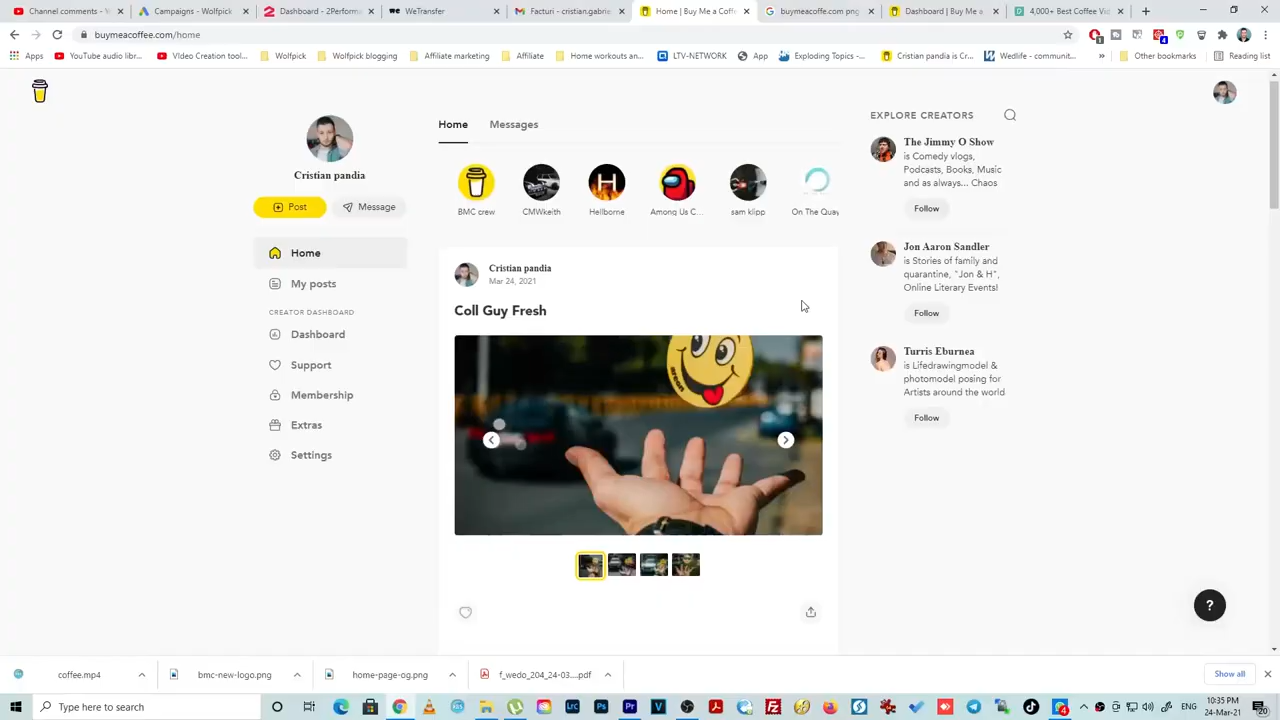 Channel comments - V
Campaigns - Wolfpick
Dashboard - 2Perform
WeTransfer
Facturi - cristian.gabrie
Home | Buy Me a Coff
buymeacoffee.com png
Dashboard | Buy Me a
4,000+ Best Coffee Vid
buymeacoffee.com/home
Apps
YouTube audio libr...
VIdeo Creation tool...
Wolfpick
Wolfpick blogging
Affiliate marketing
Affiliate
Home workouts an...
LTV-NETWORK
App
Exploding Topics -...
Cristian pandia is Cr...
Wedlife - communit...
»
Other bookmarks
Reading list
Home
Messages
EXPLORE CREATORS
Cristian pandia
Post
Message
BMC crew
CMWkeith
H
Hellborne
Among Us C...
sam klipp
On The Quay
The Jimmy O Show
is Comedy vlogs,
Podcasts, Books, Music
and as always... Chaos
Follow
Home
My posts
CREATOR DASHBOARD
Dashboard
Support
Membership
Extras
Settings
Cristian pandia
Mar 24, 2021
Coll Guy Fresh
areon
Jon Aaron Sandler
is Stories of family and
quarantine, "Jon & H",
Online Literary Events!
Follow
Turris Eburnea
is Lifedrawingmodel &
photomodel posing for
Artists around the world
Follow
?
coffee.mp4
bmc-new-logo.png
home-page-og.png
f_wedo_204_24-03....pdf
Show all
Type here to search
10:35 PM
24-Mar-21